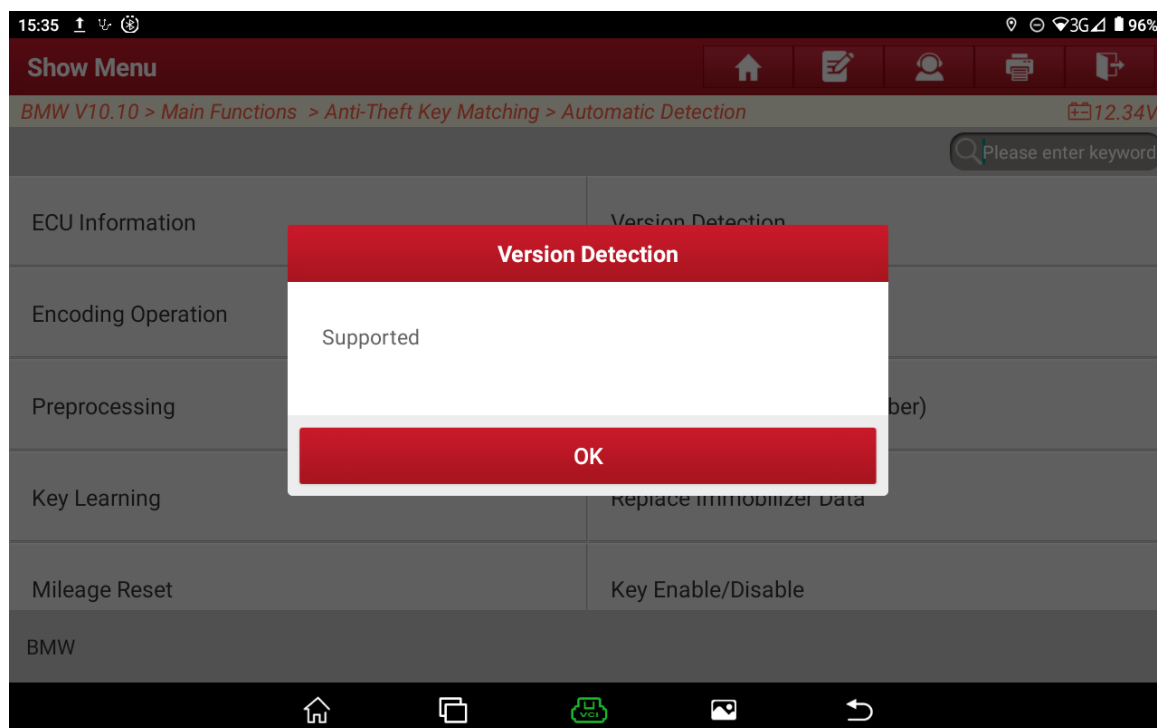 15:35
3G 96%
Show Menu
BMW V10.10 > Main Functions > Anti-Theft Key Matching > Automatic Detection
12.34V
Please enter keyword
ECU Information
Version Detection
Version Detection
Encoding Operation
Supported
Preprocessing
ber)
OK
Key Learning
Replace Immobilizer Data
Mileage Reset
Key Enable/Disable
BMW
VCI